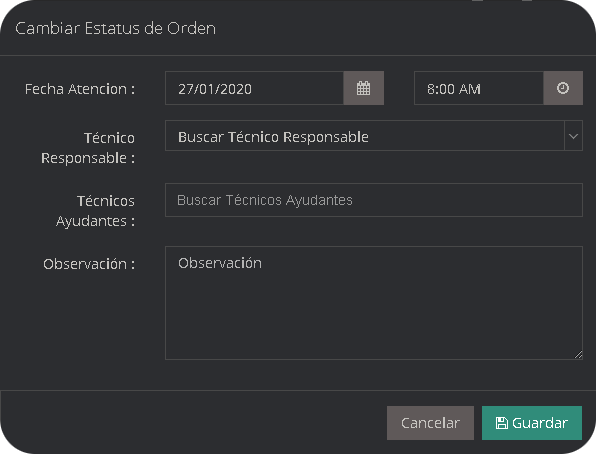 Cambiar Estatus de Orden
Fecha Atencion : 27/01/2020 8:00 AM
Técnico
Responsable : Buscar Técnico Responsable
Técnicos
Ayudantes : Buscar Técnicos Ayudantes
Observación : Observación
Cancelar Guardar